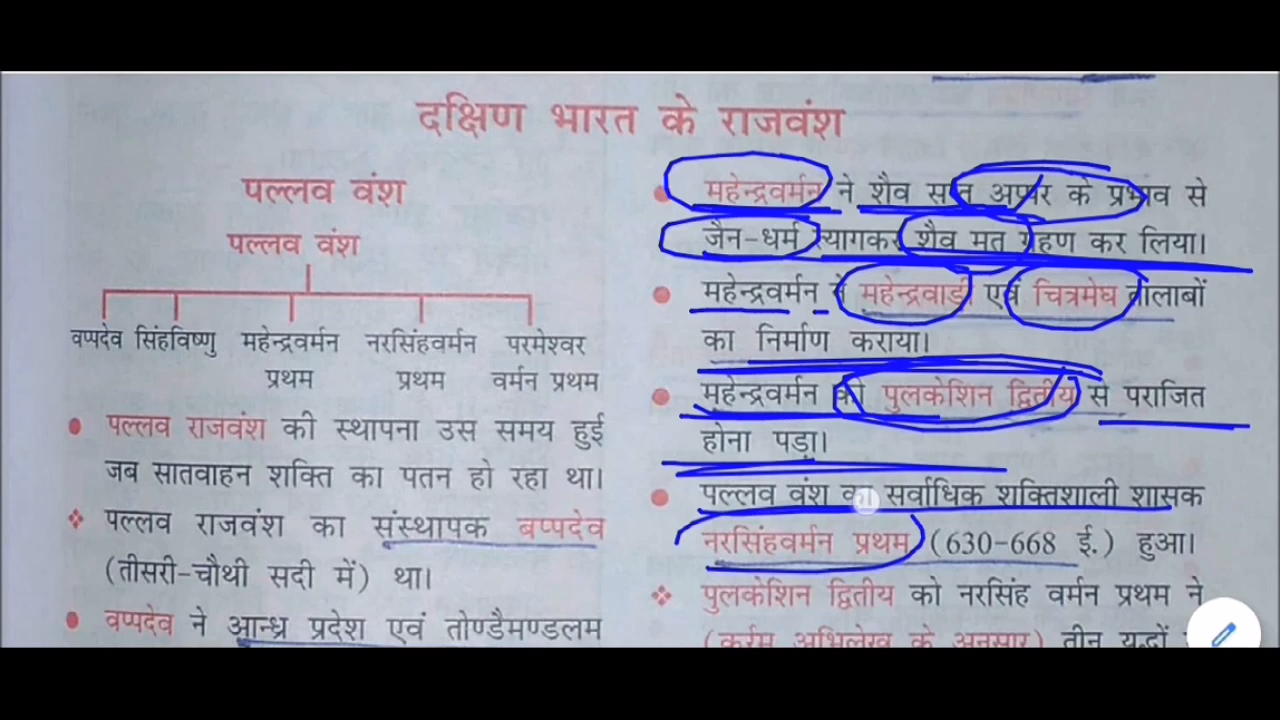 दक्षिण भारत के राजवंश
पल्लव वंश
पल्लव वंश
वप्पदेव सिंहविष्णु महेन्द्रवर्मन नरसिंहवर्मन परमेश्वर
प्रथम प्रथम वर्मन प्रथम
पल्लव राजवंश की स्थापना उस समय हुई
जब सातवाहन शक्ति का पतन हो रहा था।
पल्लव राजवंश का संस्थापक बप्पदेव
(तीसरी-चौथी सदी में) था।
वप्पदेव ने आन्ध्र प्रदेश एवं तोण्डैमण्डलम
महेन्द्रवर्मन ने शैव सन्त अप्पर के प्रभाव से
जैन-धर्म त्यागकर शैव मत ग्रहण कर लिया।
महेन्द्रवर्मन ने महेन्द्रवाड़ी एवं चित्रमेघ तालाबों
का निर्माण कराया।
महेन्द्रवर्मन को पुलकेशिन द्वितीय से पराजित
होना पड़ा।
पल्लव वंश का सर्वाधिक शक्तिशाली शासक
नरसिंहवर्मन प्रथम (630-668 ई.) हुआ।
पुलकेशिन द्वितीय को नरसिंह वर्मन प्रथम ने
(कुर्रम अभिलेख के अनुसार) तीन युद्धों